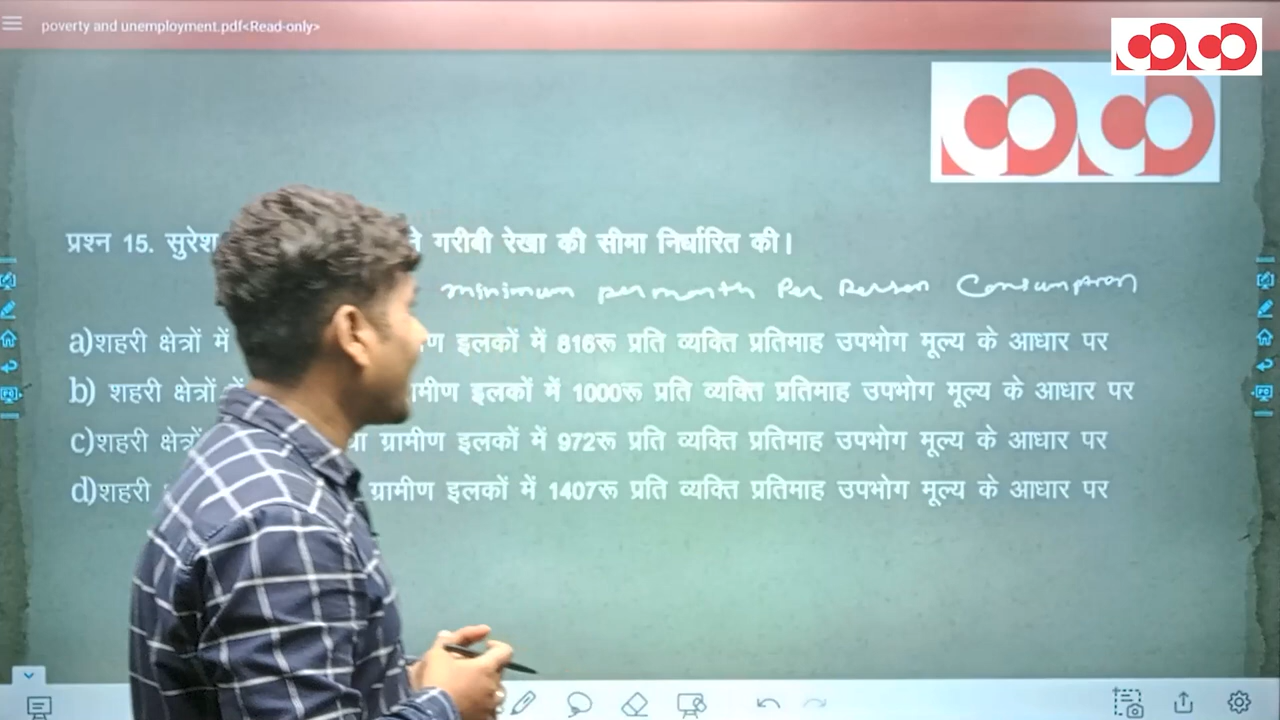 poverty and unemployment.pdf<Read-only>
प्रश्न 15. सुरेश गरीबी रेखा की सीमा निर्धारित की।
minimum per month Per Person Consumption
a)शहरी क्षेत्रों में इलकों में 816रू प्रति व्यक्ति प्रतिमाह उपभोग मूल्य के आधार पर
b) शहरी क्षेत्रों इलकों में 1000रू प्रति व्यक्ति प्रतिमाह उपभोग मूल्य के आधार पर
c)शहरी क्षेत्रों ग्रामीण इलकों में 972रू प्रति व्यक्ति प्रतिमाह उपभोग मूल्य के आधार पर
d)शहरी ग्रामीण इलकों में 1407रू प्रति व्यक्ति प्रतिमाह उपभोग मूल्य के आधार पर